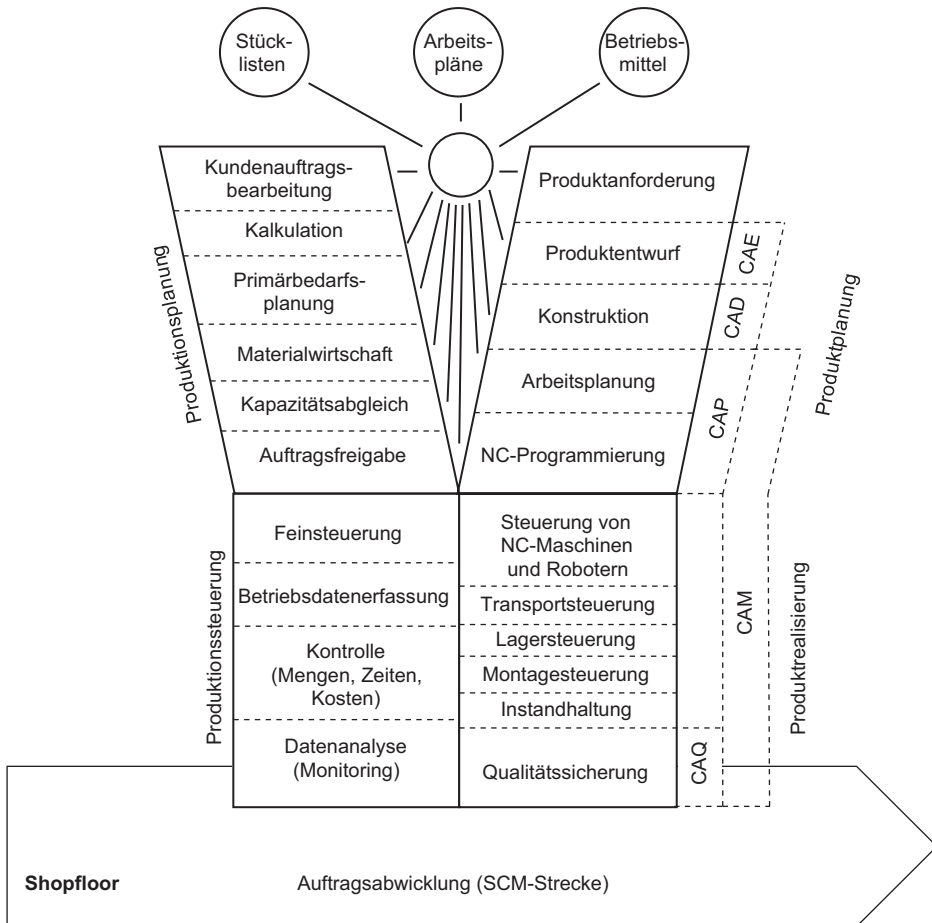 Stück-
listen
Arbeits-
pläne
Betriebs-
mittel
Produktionsplanung
Kundenauftrags-
bearbeitung
Kalkulation
Primärbedarfs-
planung
Materialwirtschaft
Kapazitätsabgleich
Auftragsfreigabe
Produktanforderung
Produktentwurf
Konstruktion
Arbeitsplanung
NC-Programmierung
CAE
CAD
CAP
Produktplanung
Produktionssteuerung
Feinsteuerung
Betriebsdatenerfassung
Kontrolle
(Mengen, Zeiten,
Kosten)
Datenanalyse
(Monitoring)
Steuerung von
NC-Maschinen
und Robotern
Transportsteuerung
Lagersteuerung
Montagesteuerung
Instandhaltung
Qualitätssicherung
CAQ
CAM
Produktrealisierung
Shopfloor
Auftragsabwicklung (SCM-Strecke)